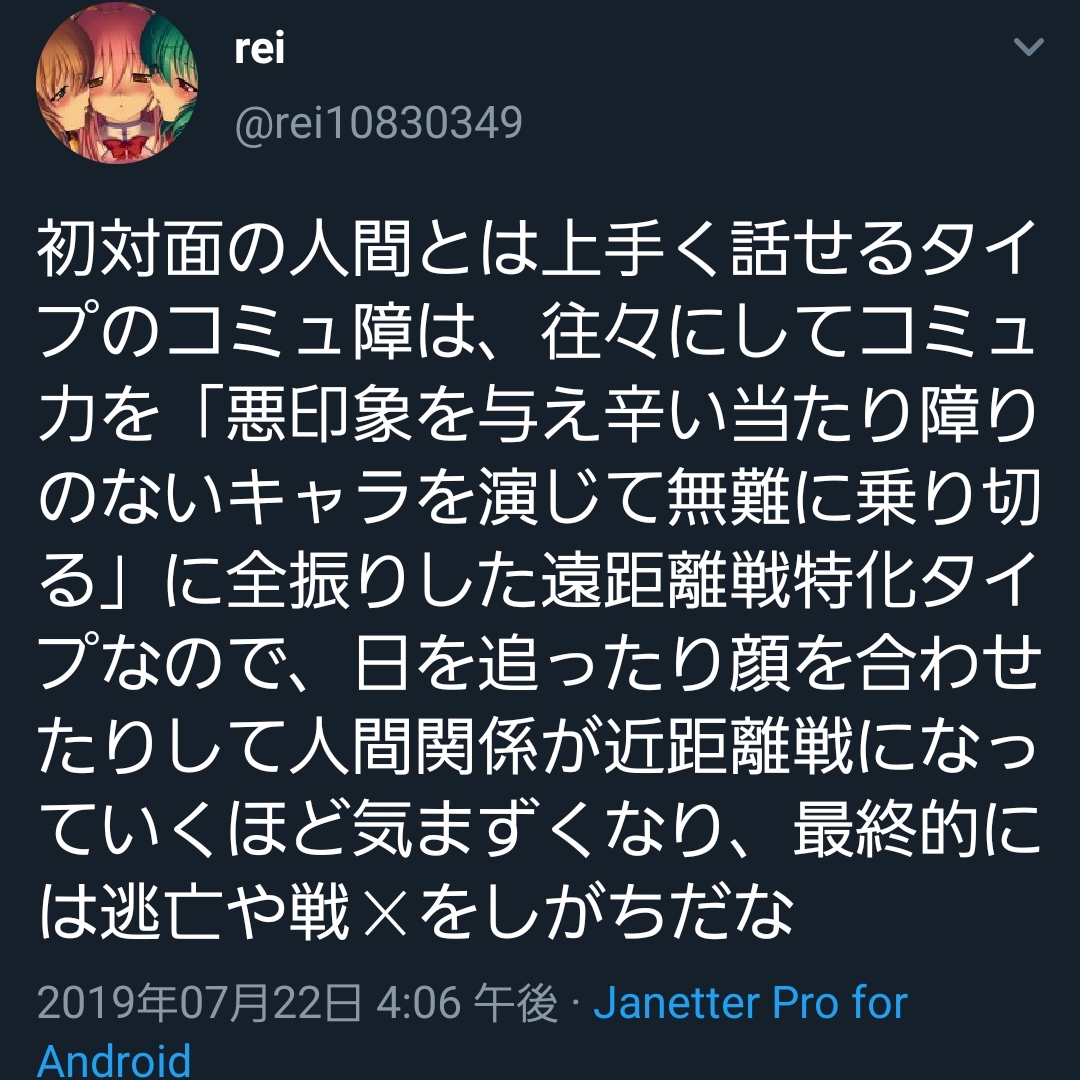 rei
@rei10830349
初対面の人間とは上手く話せるタイ
プのコミュ障は、往々にしてコミュ
力を「悪印象を与え辛い当たり障り
のないキャラを演じて無難に乗り切
る」に全振りした遠距離戦特化タイ
プなので、日を追ったり顔を合わせ
たりして人間関係が近距離戦になっ
ていくほど気まずくなり、最終的に
は逃亡や戦×をしがちだな
2019年07月22日 4:06 午後 · Janetter Pro for
Android